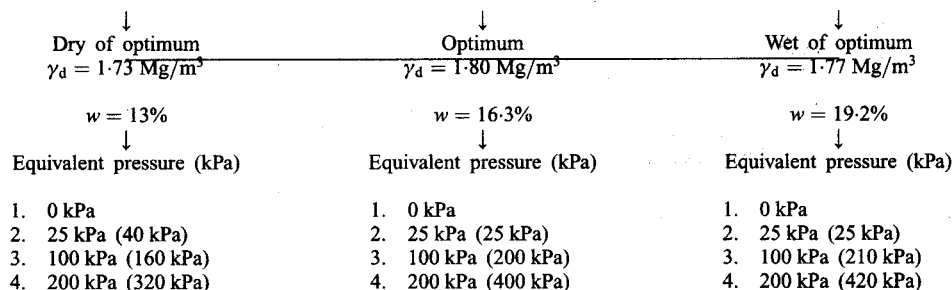 ↓ ↓ ↓
Dry of optimum Optimum Wet of optimum
γd = 1·73 Mg/m³ γd = 1·80 Mg/m³ γd = 1·77 Mg/m³
w = 13% w = 16·3% w = 19·2%
↓ ↓ ↓
Equivalent pressure (kPa) Equivalent pressure (kPa) Equivalent pressure (kPa)
1. 0 kPa 1. 0 kPa 1. 0 kPa
2. 25 kPa (40 kPa) 2. 25 kPa (25 kPa) 2. 25 kPa (25 kPa)
3. 100 kPa (160 kPa) 3. 100 kPa (200 kPa) 3. 100 kPa (210 kPa)
4. 200 kPa (320 kPa) 4. 200 kPa (400 kPa) 4. 200 kPa (420 kPa)